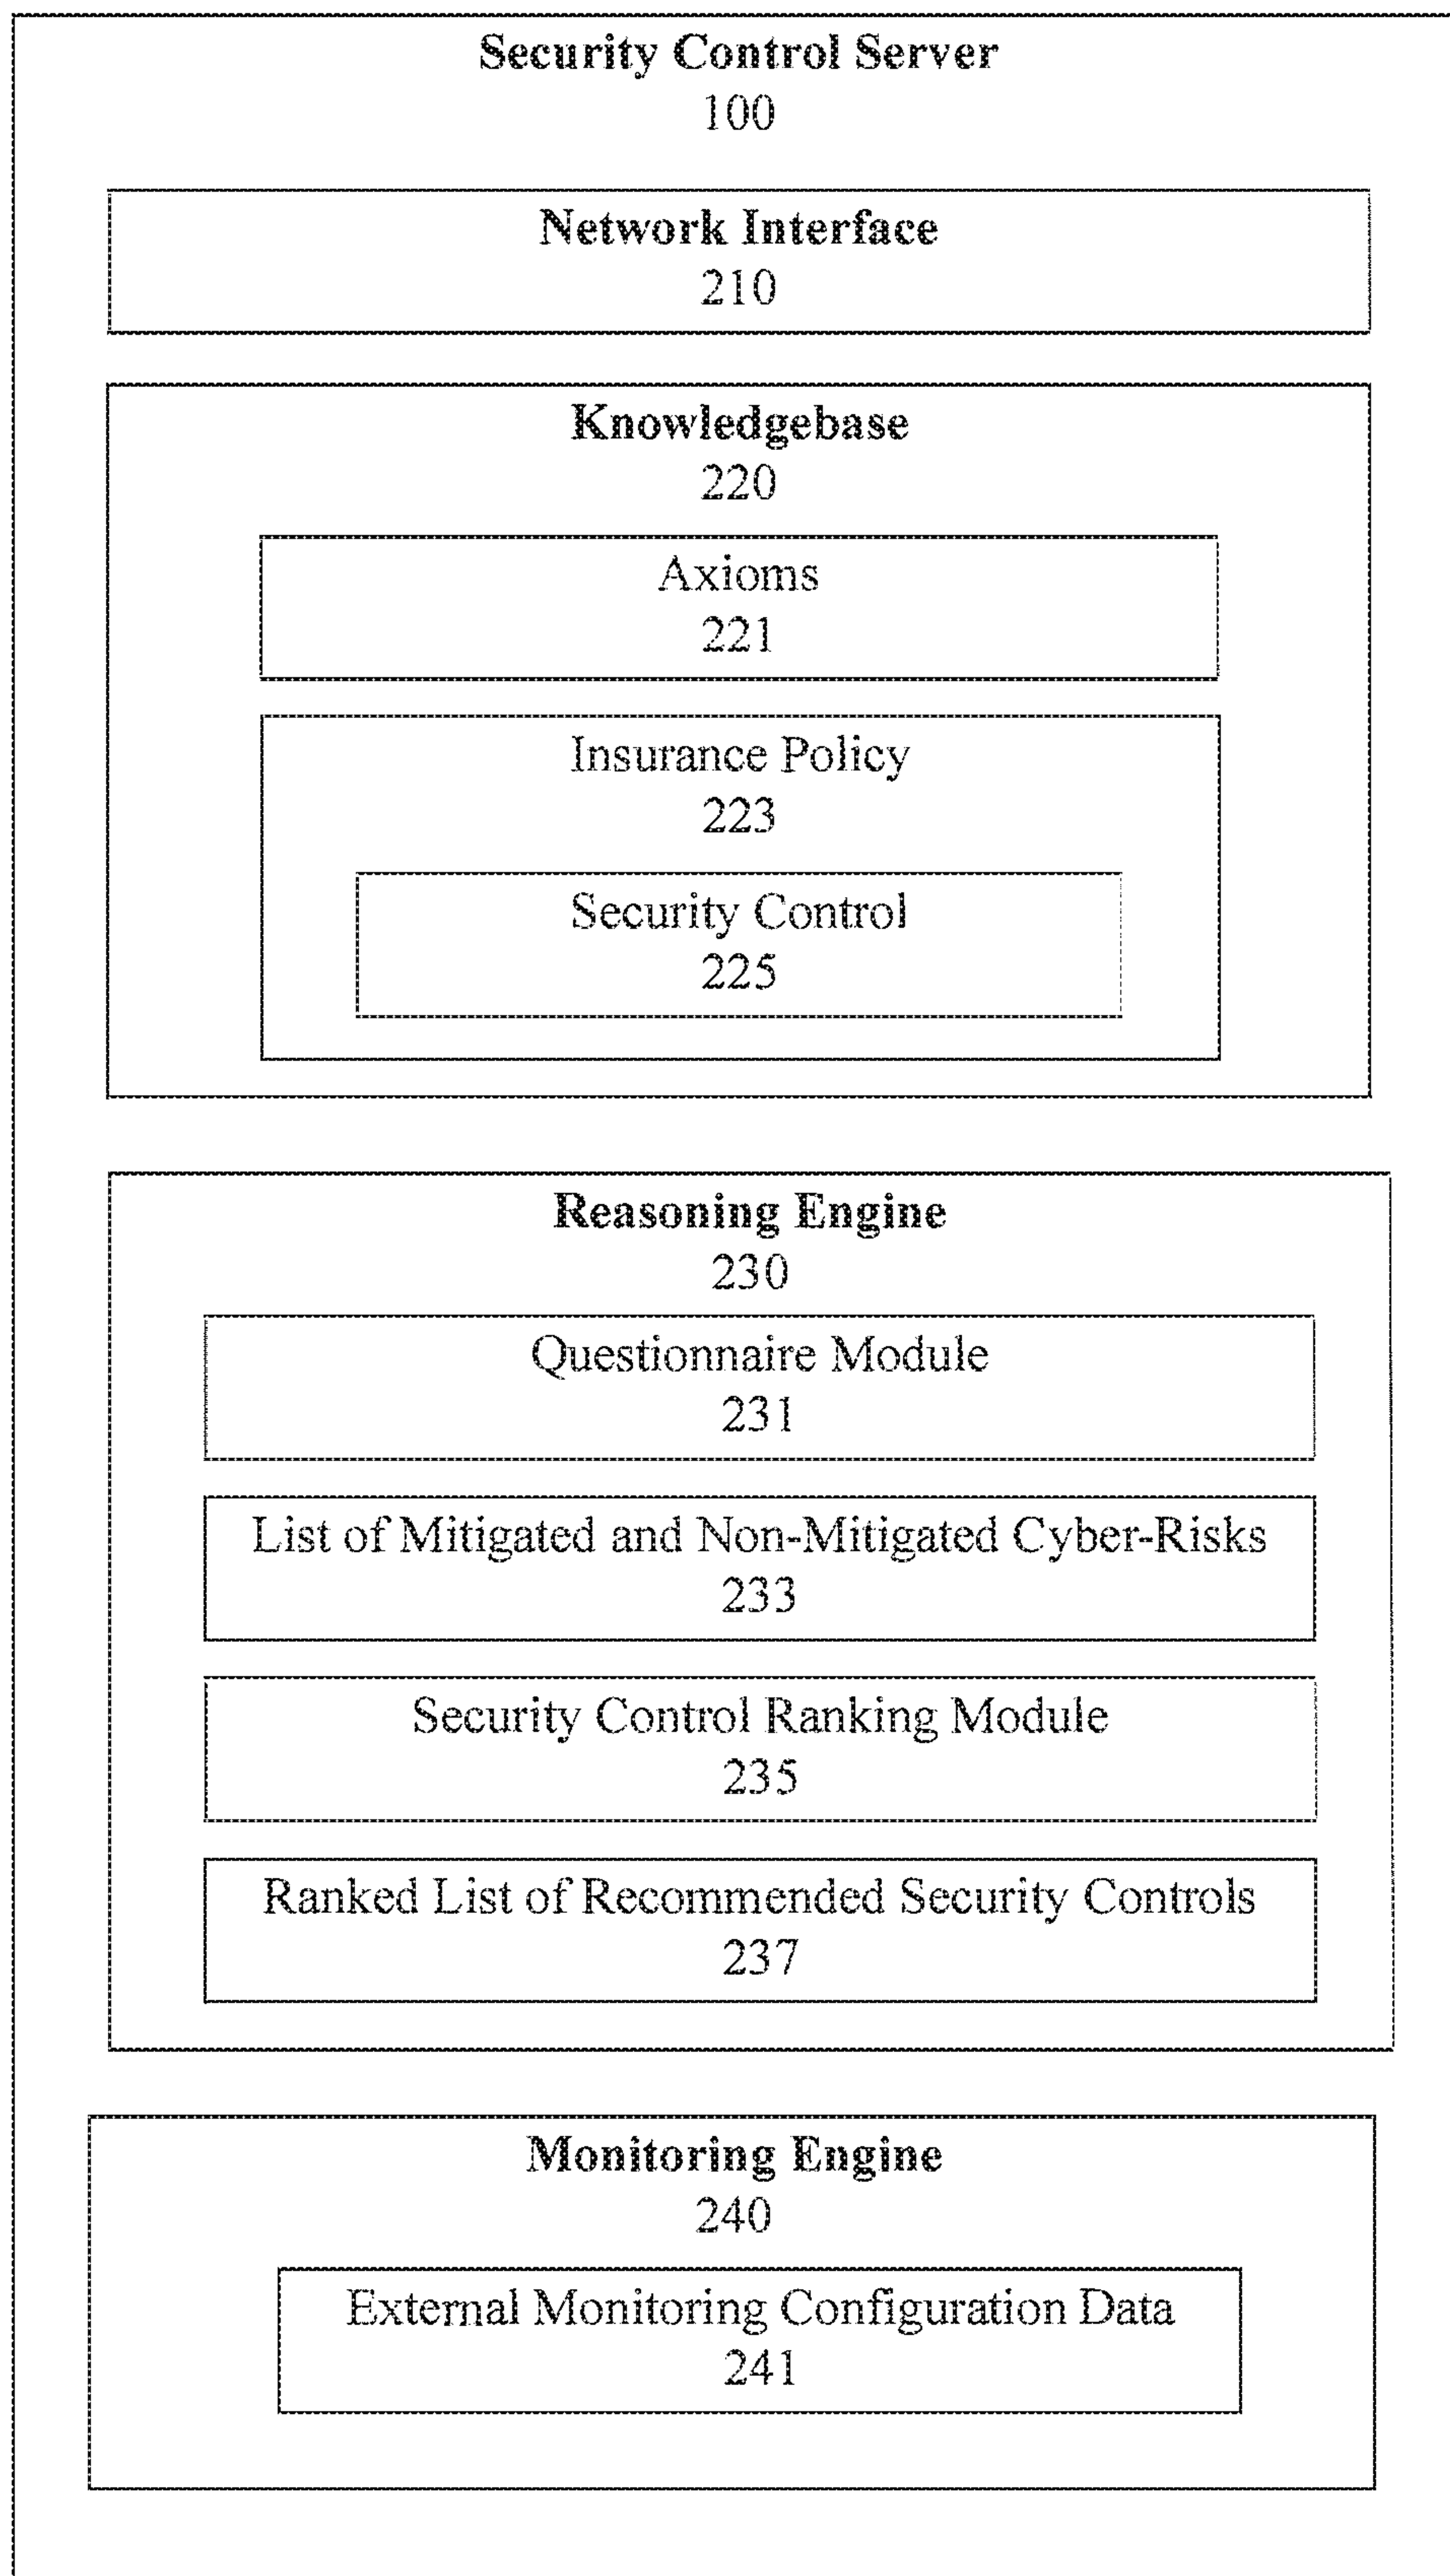 Security Control Server
100
Network Interface
210
Knowledgebase
220
Axioms
221
Insurance Policy
223
Security Control
225
Reasoning Engine
230
Questionnaire Module
231
List of Mitigated and Non-Mitigated Cyber-Risks
233
Security Control Ranking Module
235
Ranked List of Recommended Security Controls
237
Monitoring Engine
240
External Monitoring Configuration Data
241